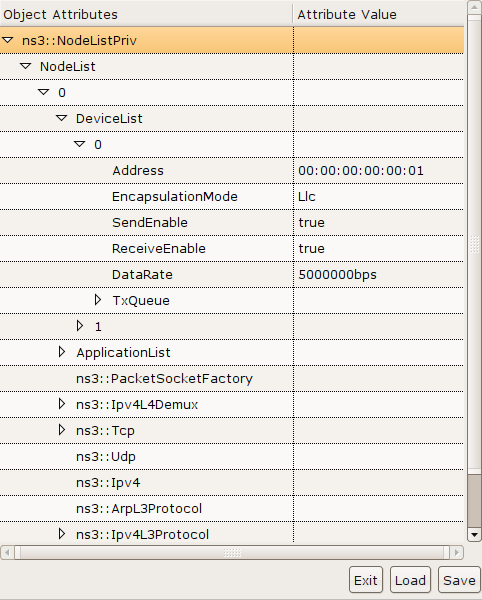 Object Attributes Attribute Value
ns3::NodeListPriv
NodeList
0
DeviceList
0
Address 00:00:00:00:00:01
EncapsulationMode Llc
SendEnable true
ReceiveEnable true
DataRate 5000000bps
TxQueue
1
ApplicationList
ns3::PacketSocketFactory
ns3::Ipv4L4Demux
ns3::Tcp
ns3::Udp
ns3::Ipv4
ns3::ArpL3Protocol
ns3::Ipv4L3Protocol
Exit Load Save